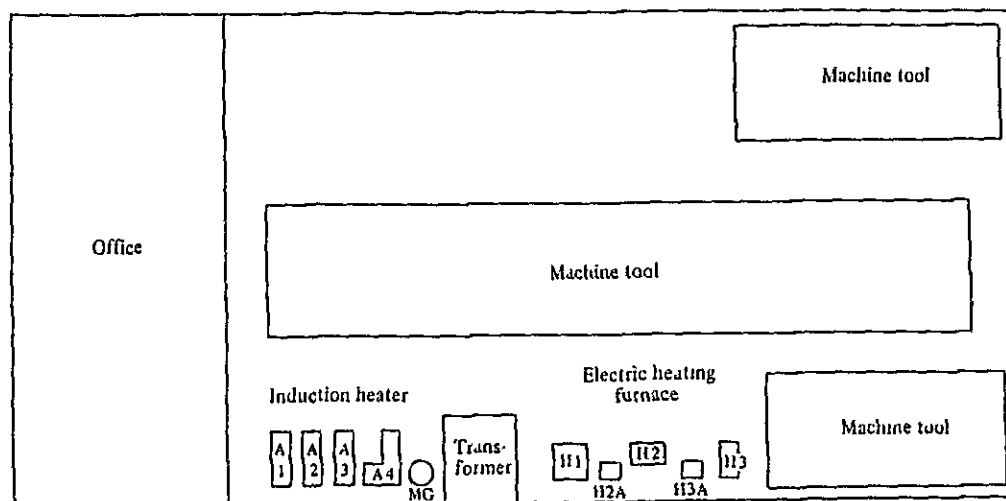 Machine tool
Office
Machine tool
Induction heater
Electric heating
furnace
Machine tool
A
1
A
2
A
3
A4
MG
Trans-
former
H1
H2
H3
H2A
H3A